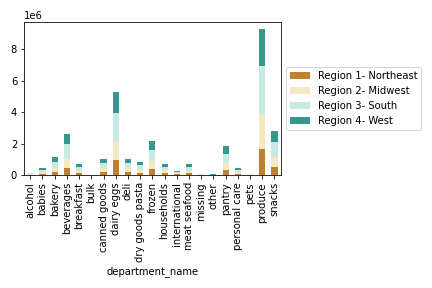 1e6
8
6
4
2
0
Region 1- Northeast
Region 2- Midwest
Region 3- South
Region 4- West
alcohol
babies
bakery
beverages
breakfast
bulk
canned goods
dairy eggs
deli
dry goods pasta
frozen
households
international
meat seafood
missing
other
pantry
personal care
pets
produce
snacks
department_name